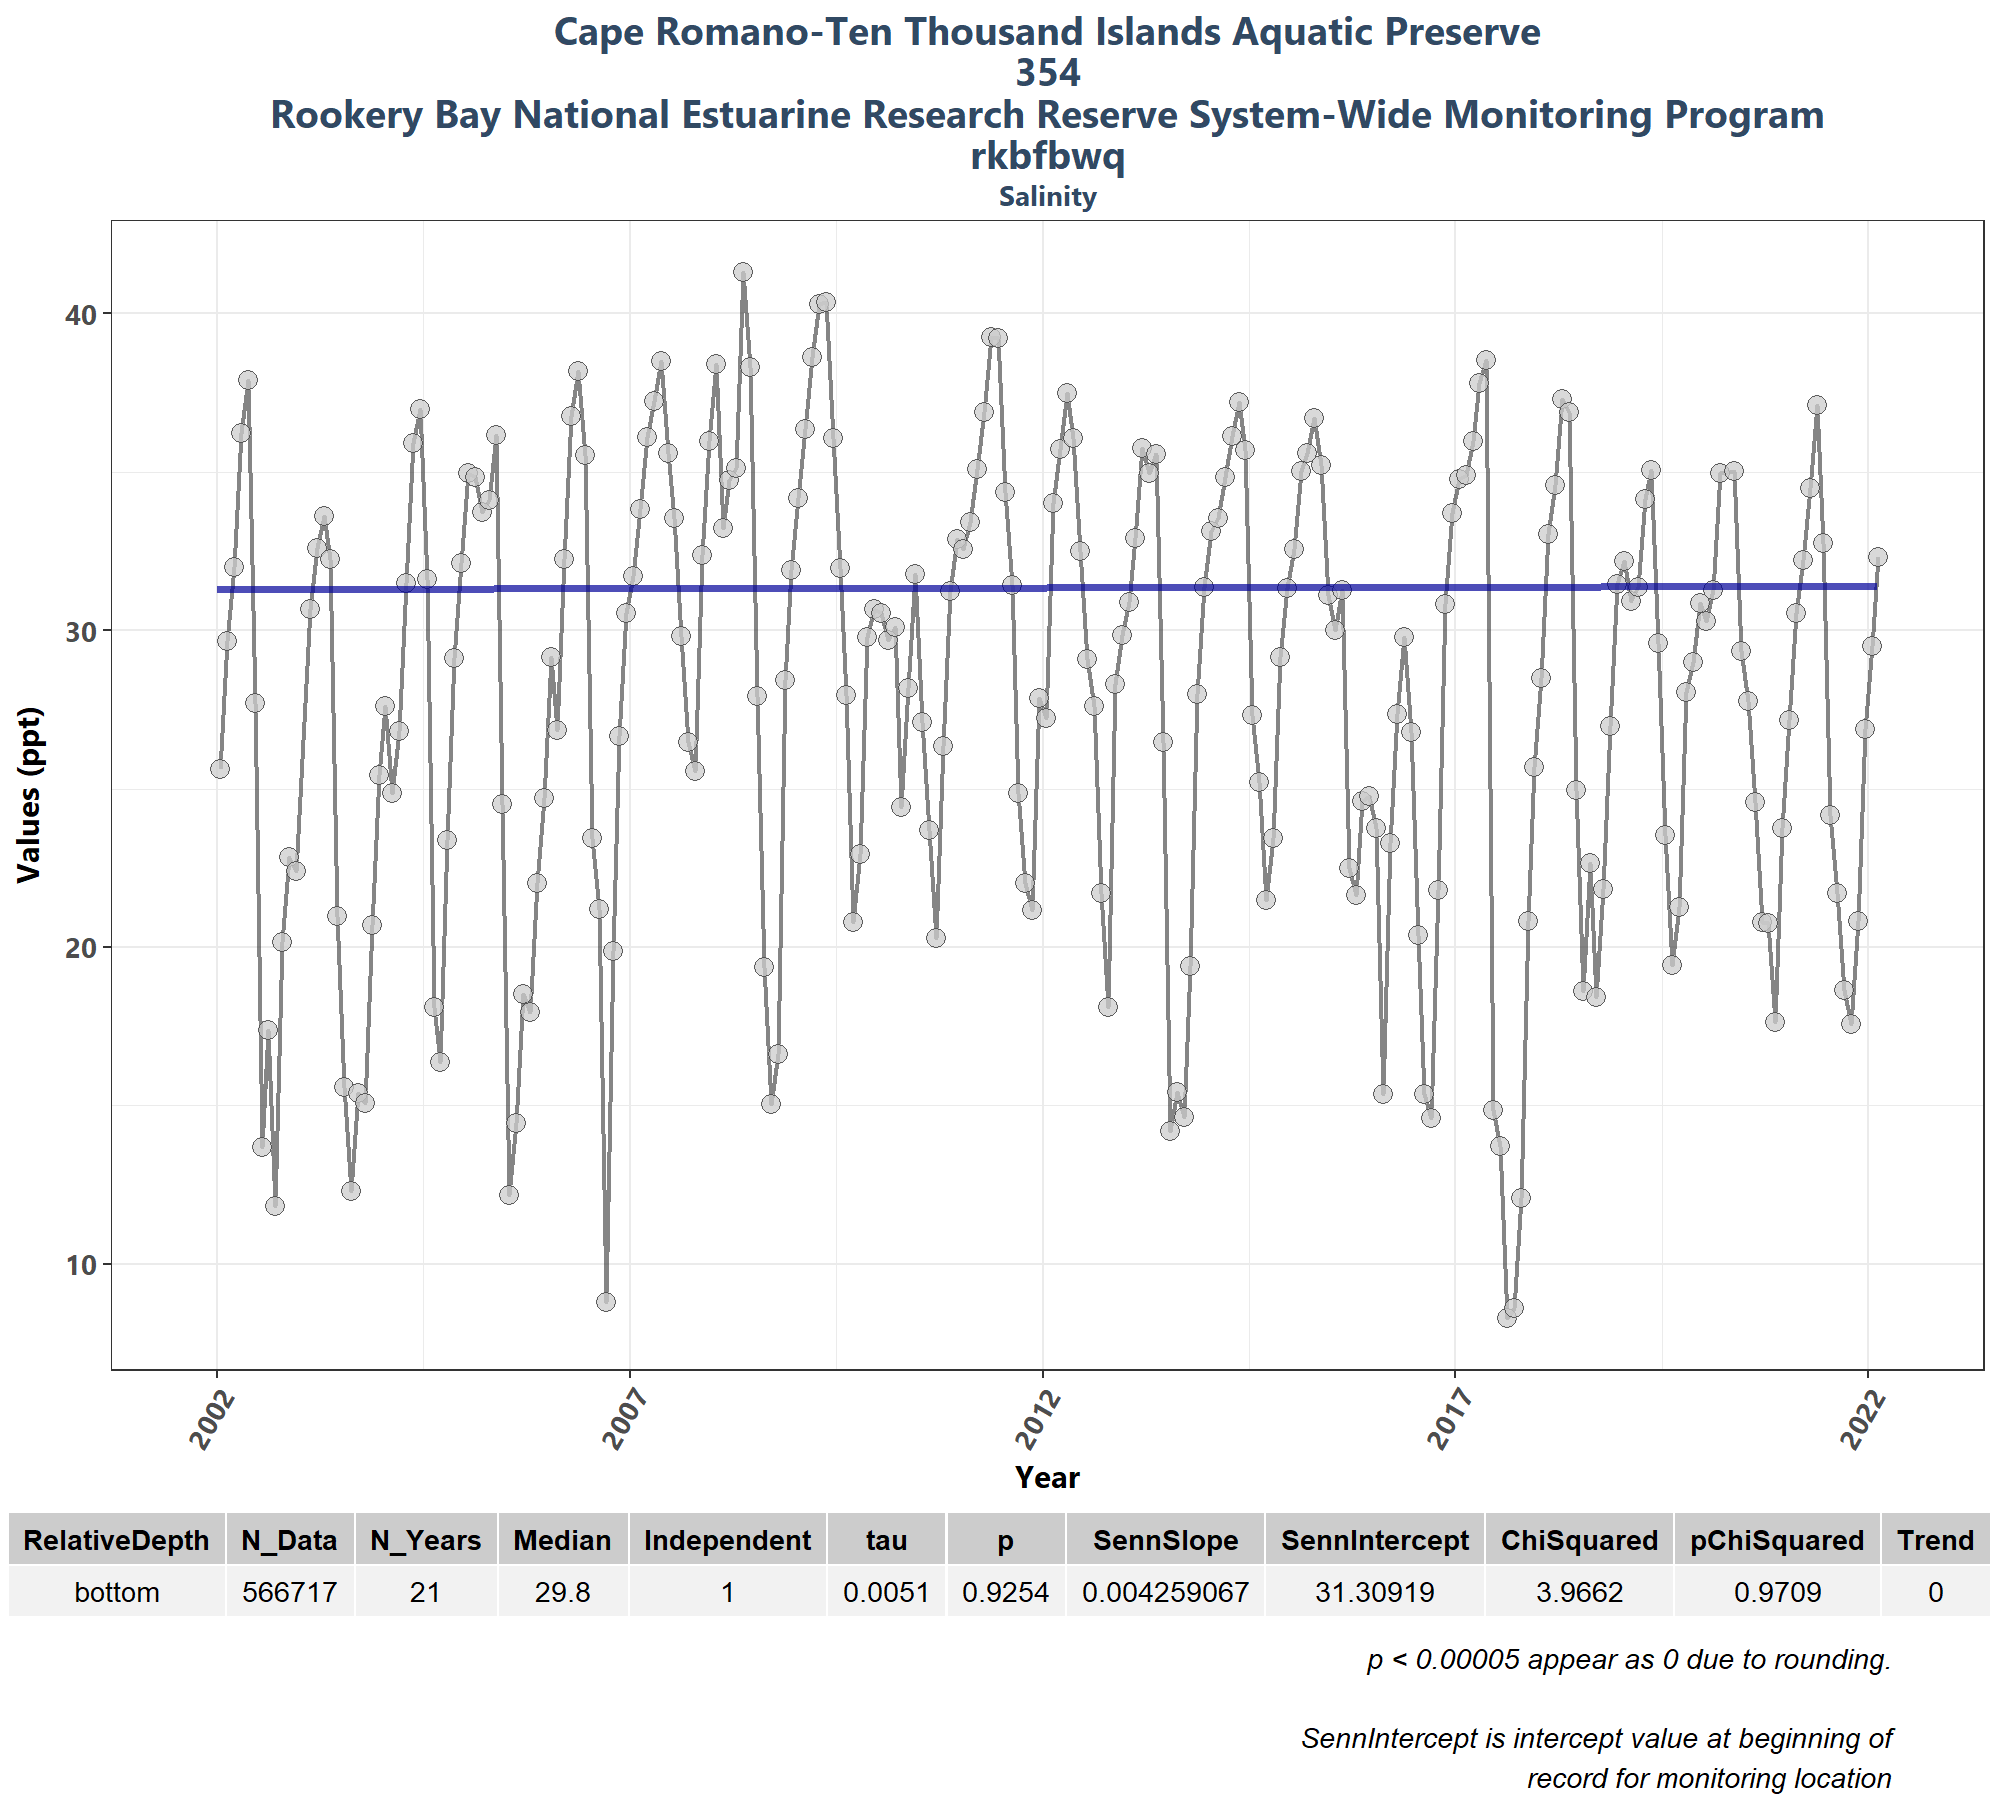 Cape Romano-Ten Thousand Islands Aquatic Preserve
354
Rookery Bay National Estuarine Research Reserve System-Wide Monitoring Program
rkbfbwq
Salinity
Values (ppt)
40
30
20
10
2002 2007 2012 2017 2022
Year
RelativeDepth N_Data N_Years Median Independent tau p SennSlope SennIntercept ChiSquared pChiSquared Trend
bottom 566717 21 29.8 1 0.0051 0.9254 0.004259067 31.30919 3.9662 0.9709 0
p < 0.00005 appear as 0 due to rounding.
SennIntercept is intercept value at beginning of
record for monitoring location